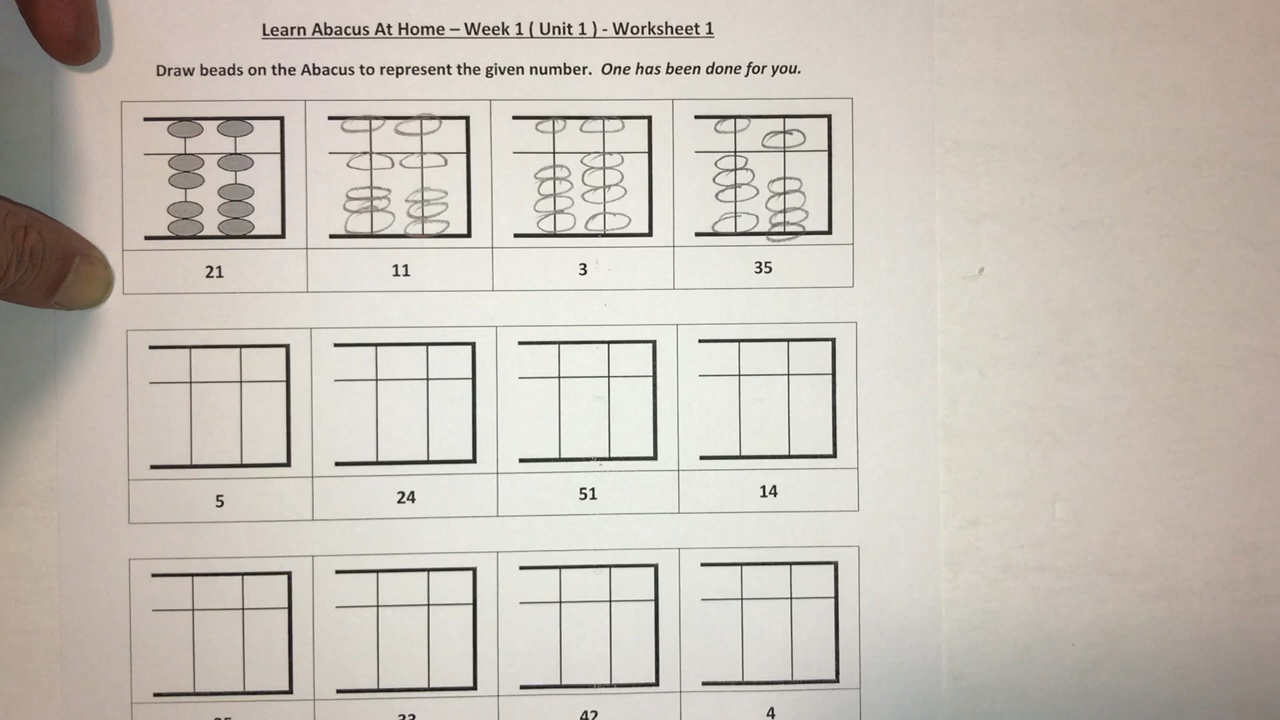 Learn Abacus At Home – Week 1 ( Unit 1 ) - Worksheet 1
Draw beads on the Abacus to represent the given number. One has been done for you.
21 11 3 35
5 24 51 14
42 4